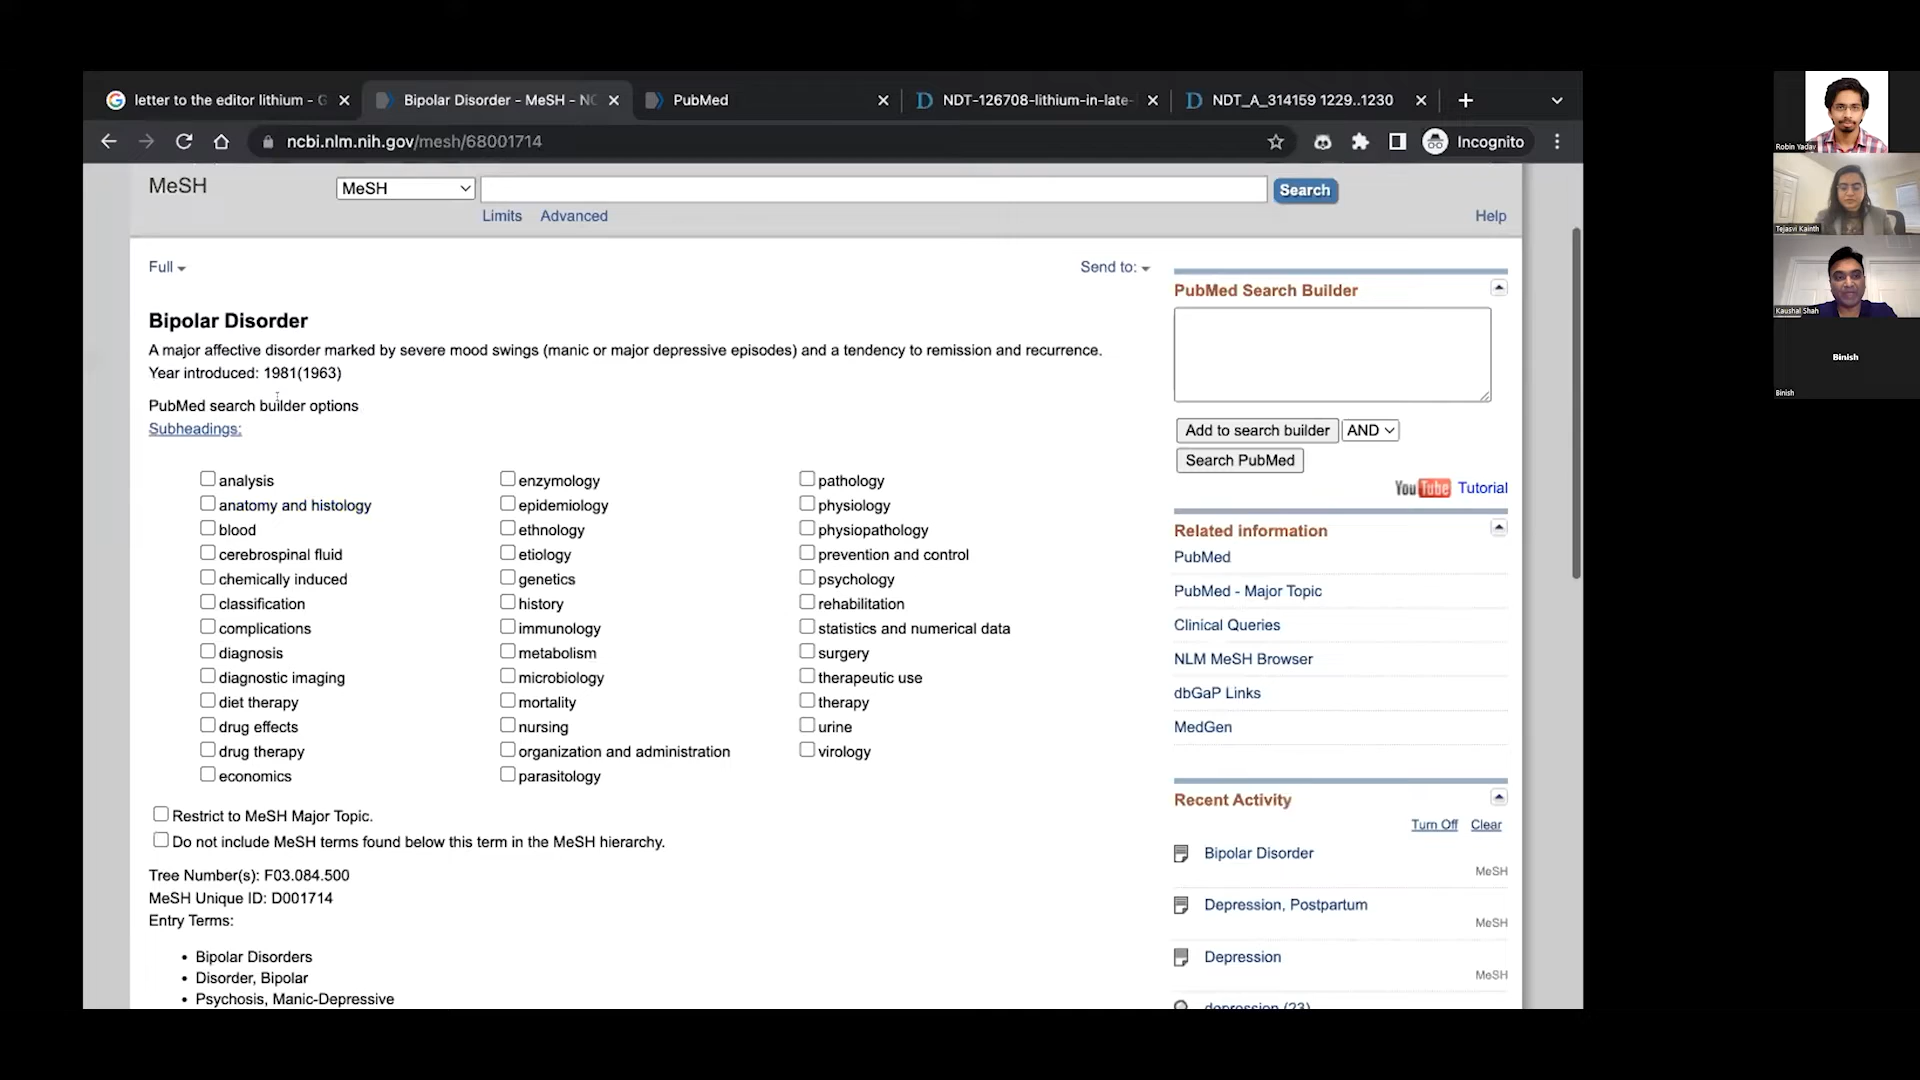 letter to the editor lithium - G
Bipolar Disorder - MeSH - NC
PubMed
NDT-126708-lithium-in-late-
NDT_A_314159 1229..1230
ncbi.nlm.nih.gov/mesh/68001714
Incognito
MeSH
MeSH
Search
Limits
Advanced
Help
Full
Send to:
Bipolar Disorder
A major affective disorder marked by severe mood swings (manic or major depressive episodes) and a tendency to remission and recurrence.
Year introduced: 1981(1963)
PubMed search builder options
Subheadings:
analysis
anatomy and histology
blood
cerebrospinal fluid
chemically induced
classification
complications
diagnosis
diagnostic imaging
diet therapy
drug effects
drug therapy
economics
enzymology
epidemiology
ethnology
etiology
genetics
history
immunology
metabolism
microbiology
mortality
nursing
organization and administration
parasitology
pathology
physiology
physiopathology
prevention and control
psychology
rehabilitation
statistics and numerical data
surgery
therapeutic use
therapy
urine
virology
Restrict to MeSH Major Topic.
Do not include MeSH terms found below this term in the MeSH hierarchy.
Tree Number(s): F03.084.500
MeSH Unique ID: D001714
Entry Terms:
• Bipolar Disorders
• Disorder, Bipolar
• Psychosis, Manic-Depressive
PubMed Search Builder
Add to search builder
AND
Search PubMed
YouTube Tutorial
Related information
PubMed
PubMed - Major Topic
Clinical Queries
NLM MeSH Browser
dbGaP Links
MedGen
Recent Activity
Turn Off
Clear
Bipolar Disorder
MeSH
Depression, Postpartum
MeSH
Depression
MeSH
depression (23)
Robin Yadav
Tejasvi Kainth
Kaushal Shah
Binish
Binish